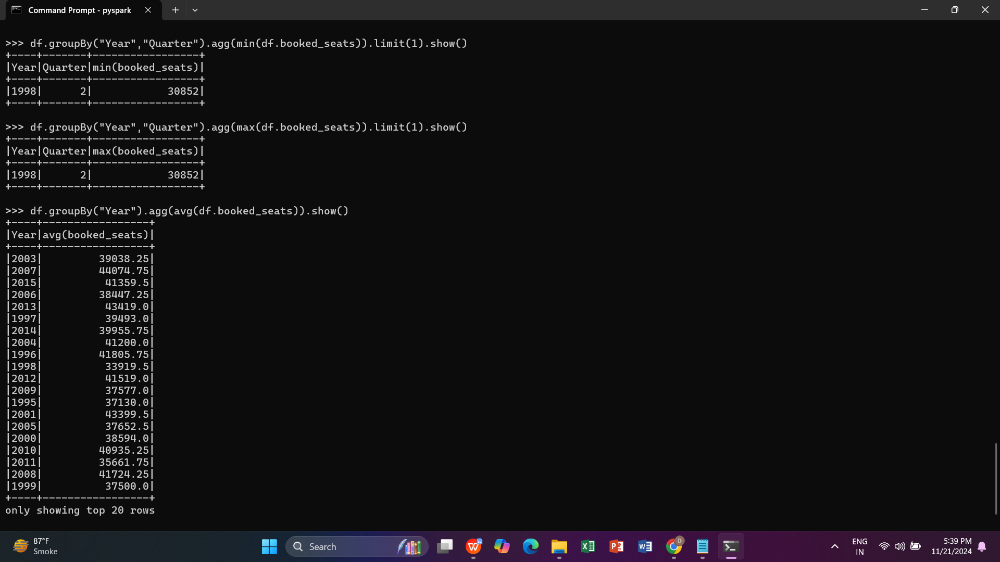 Command Prompt - pyspark
>>> df.groupBy("Year","Quarter").agg(min(df.booked_seats)).limit(1).show()
+----+-------+-----------------+
|Year|Quarter|min(booked_seats)|
+----+-------+-----------------+
|1998|      2|            30852|
+----+-------+-----------------+
>>> df.groupBy("Year","Quarter").agg(max(df.booked_seats)).limit(1).show()
+----+-------+-----------------+
|Year|Quarter|max(booked_seats)|
+----+-------+-----------------+
|1998|      2|            30852|
+----+-------+-----------------+
>>> df.groupBy("Year").agg(avg(df.booked_seats)).show()
+----+-----------------+
|Year|avg(booked_seats)|
+----+-----------------+
|2003|         39038.25|
|2007|         44074.75|
|2015|          41359.5|
|2006|         38447.25|
|2013|          43419.0|
|1997|          39493.0|
|2014|         39955.75|
|2004|          41200.0|
|1996|         41805.75|
|1998|          33919.5|
|2012|          41519.0|
|2009|          37577.0|
|1995|          37130.0|
|2001|          43399.5|
|2005|          37652.5|
|2000|          38594.0|
|2010|         40935.25|
|2011|         35661.75|
|2008|         41724.25|
|1999|          37500.0|
+----+-----------------+
only showing top 20 rows
87°F
Smoke
Search
D
ENG
IN
5:39 PM
11/21/2024